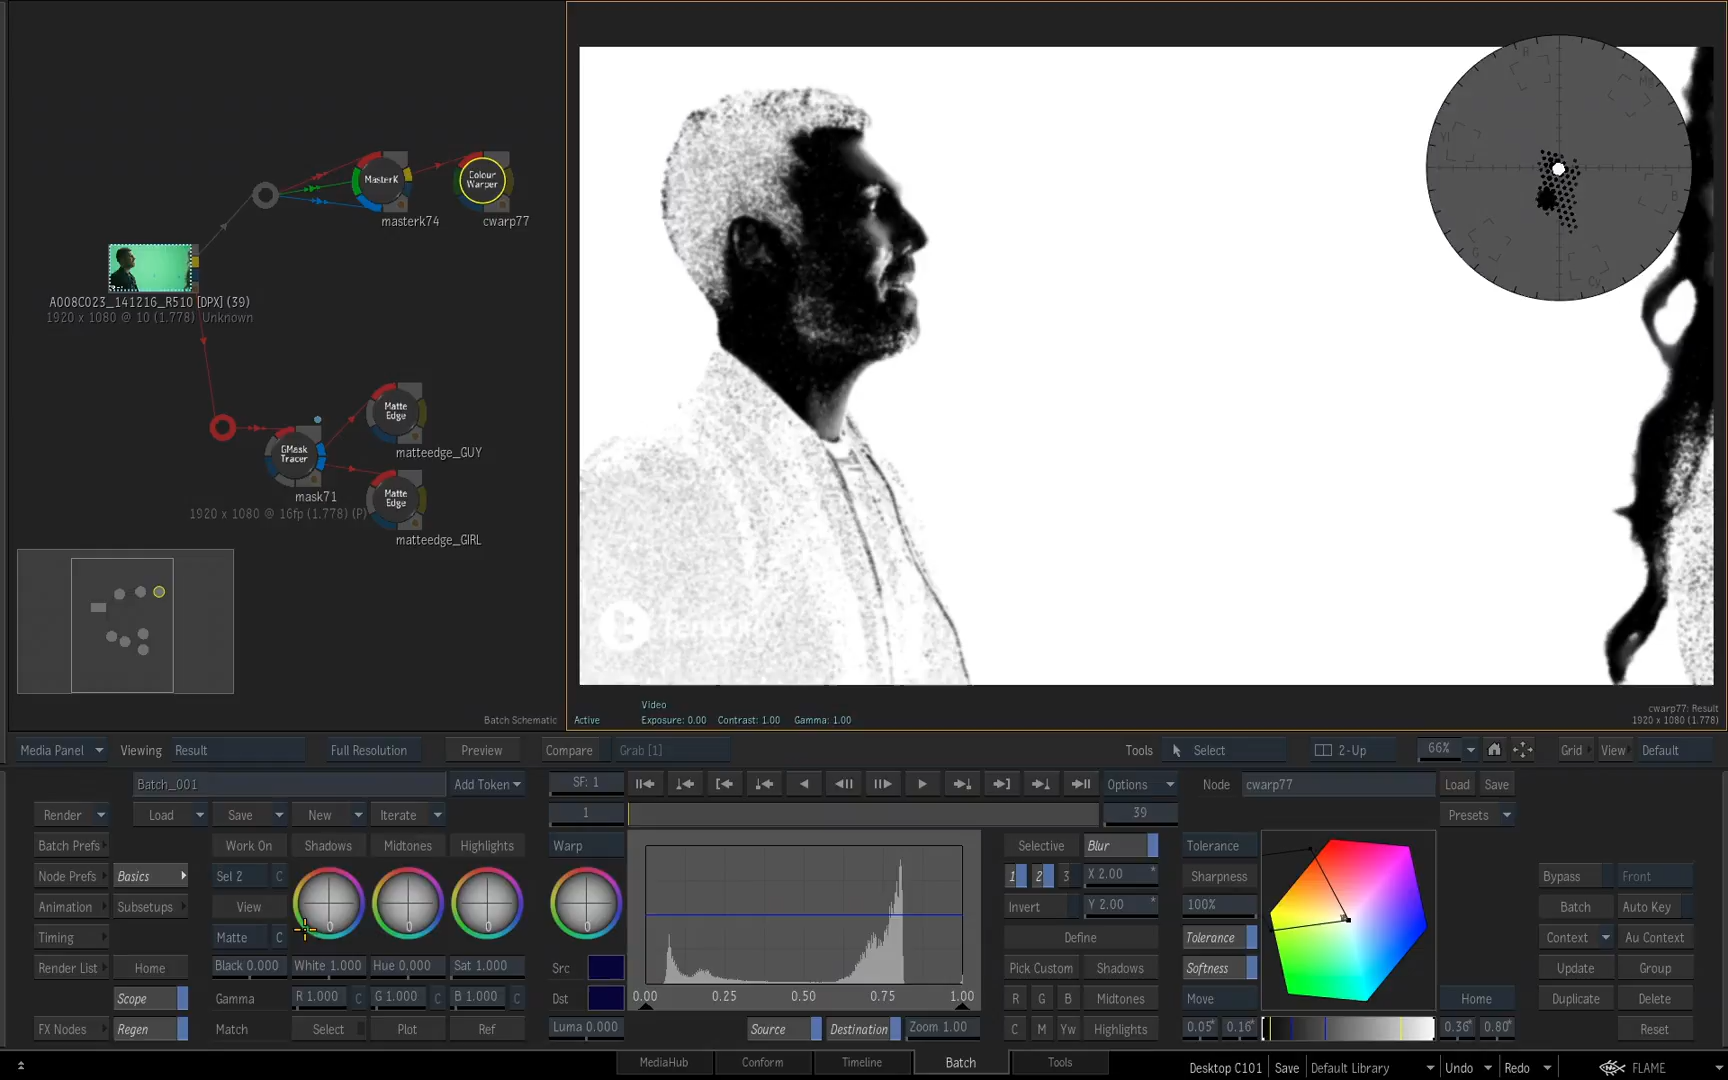 MasterK
masterk74
Colour
Warper
cwarp77
A008C023_141216_R510 [DPX] (39)
1920 x 1080 @ 10 (1.778) Unknown
Matte
Edge
matteedge_GUY
GMask
Tracer
mask71
1920 x 1080 @ 16fp (1.778) (P)
Matte
Edge
matteedge_GIRL
Batch Schematic
R
Mg
Yl
B
G
Cy
Active
Video
Exposure: 0.00 Contrast: 1.00 Gamma: 1.00
cwarp77: Result
1920 x 1080 (1.778)
Media Panel Viewing Result Full Resolution Preview Compare Grab [1] Tools Select 2-Up 66% Grid View Default
Batch_001 Add Token SF: 1 Options Node cwarp77 Load Save
Render Load Save New Iterate 1 39 Presets
Batch Prefs Work On Shadows Midtones Highlights Warp Selective Blur Tolerance
Node Prefs Basics Sel 2 C 1 2 3 X 2.00 Sharpness Bypass Front
Animation Subsetups View Invert Y 2.00 100% Batch Auto Key
0 0 0 0
Timing Matte C Define Tolerance Context Au Context
Render List Home Black 0.000 White 1.000 Hue 0.000 Sat 1.000 Src Pick Custom Shadows Softness Update Group
Scope Gamma R 1.000 C G 1.000 C B 1.000 C Dst 0.00 0.25 0.50 0.75 1.00 R G B Midtones Move Home Duplicate Delete
FX Nodes Regen Match Select Plot Ref Luma 0.000 Source Destination Zoom 1.00 C M Yw Highlights 0.05 0.16 0.36 0.80 Reset
MediaHub Conform Timeline Batch Tools Desktop C101 Save Default Library Undo Redo FLAME